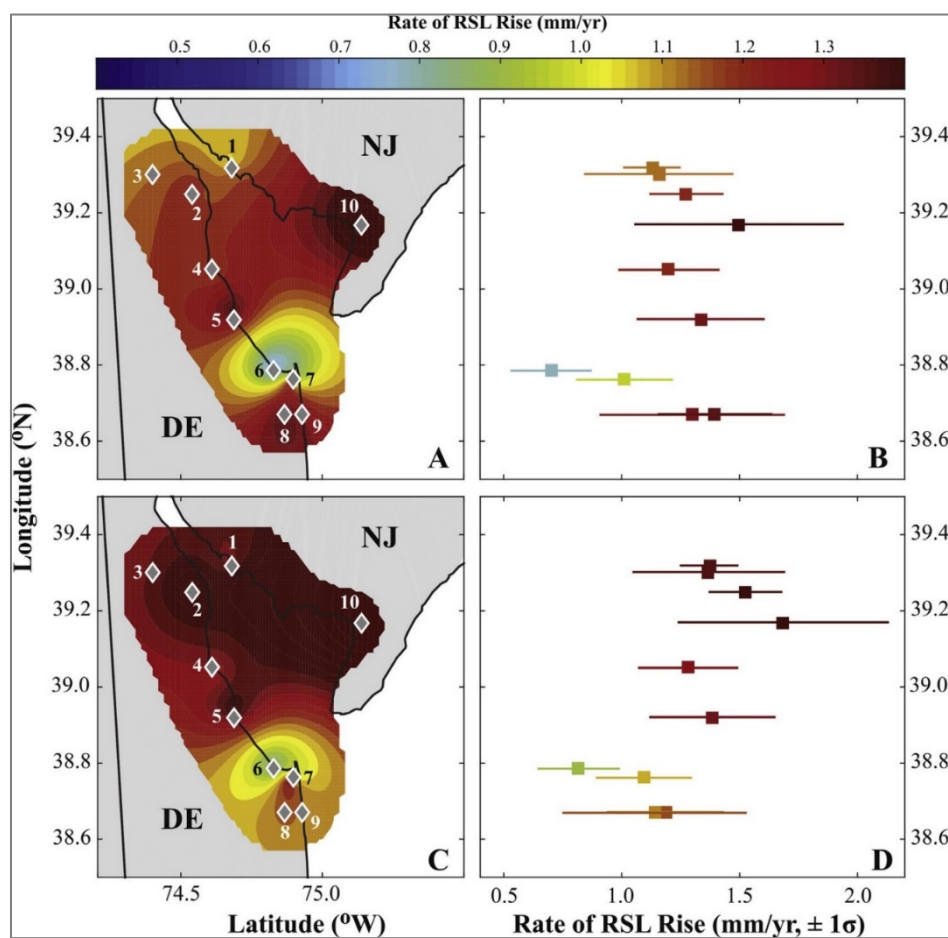 Rate of RSL Rise (mm/yr)
0.5 0.6 0.7 0.8 0.9 1.0 1.1 1.2 1.3
39.4
39.2
39.0
38.8
38.6
NJ
1
3
2
10
4
5
6
7
8
9
DE
A
39.4
39.2
39.0
38.8
38.6
B
Longitude (⁰N)
39.4
39.2
39.0
38.8
38.6
NJ
1
3
2
10
4
5
6
7
8
9
DE
C
39.4
39.2
39.0
38.8
38.6
D
74.5 75.0
Latitude (⁰W)
0.5 1.0 1.5 2.0
Rate of RSL Rise (mm/yr, ± 1σ)